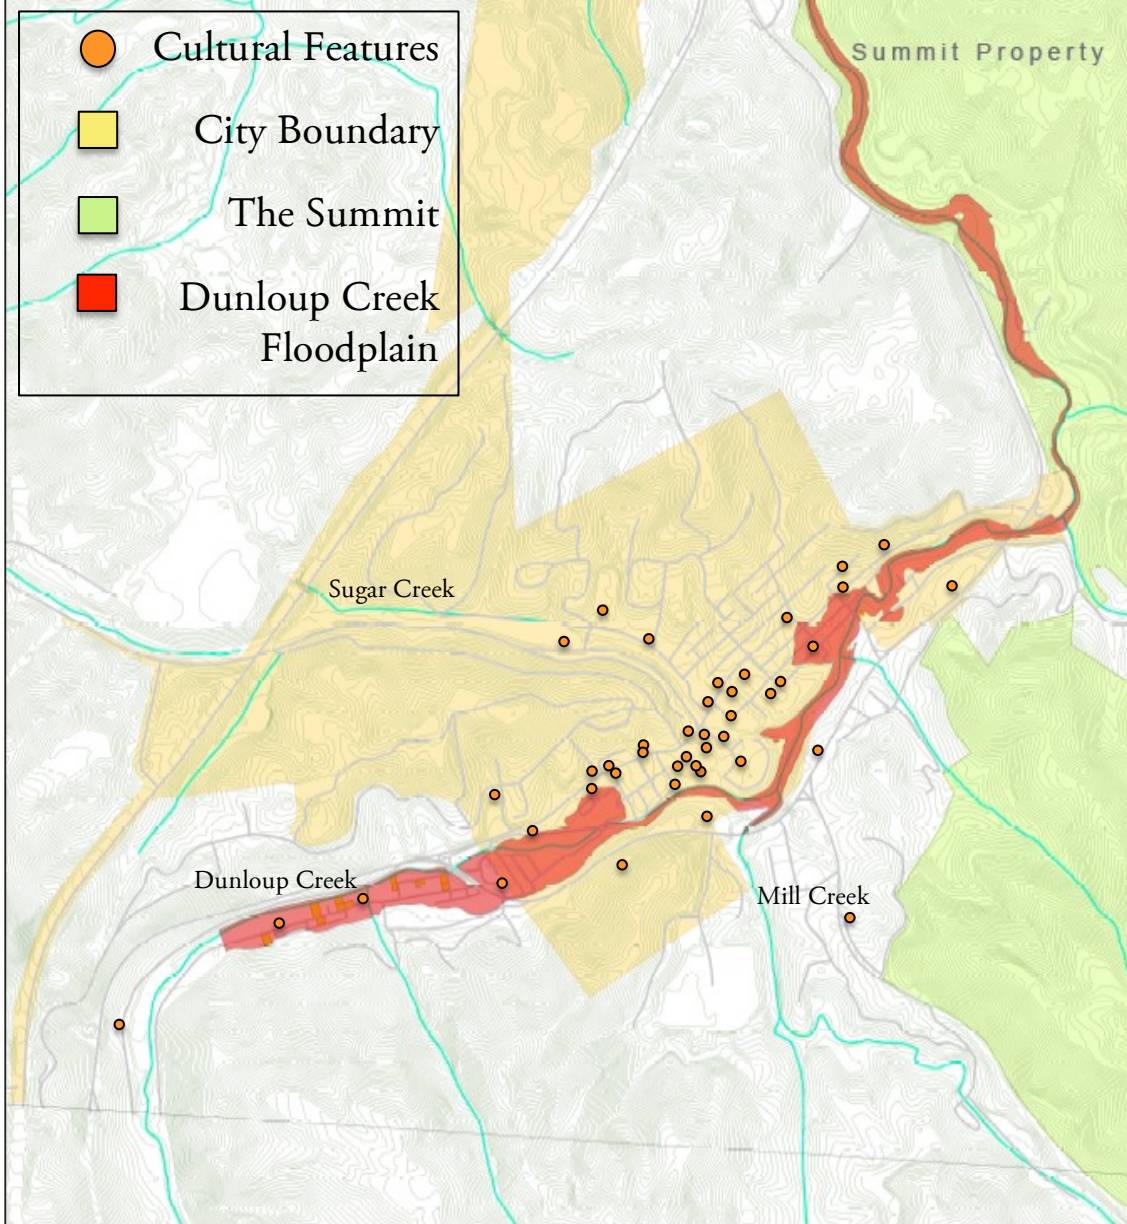 Cultural Features
City Boundary
The Summit
Dunloup Creek
Floodplain
Summit Property
Sugar Creek
Dunloup Creek
Mill Creek